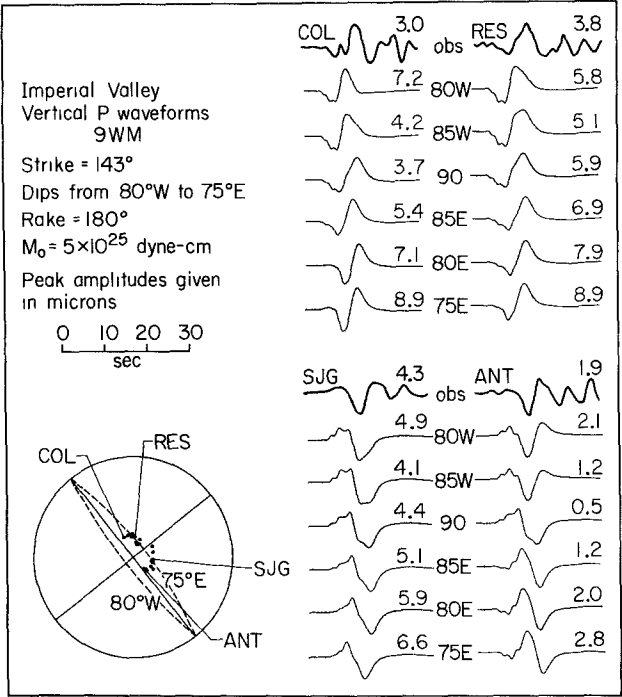 Imperial Valley
Vertical P waveforms
9WM
Strike = 143°
Dips from 80°W to 75°E
Rake = 180°
M₀ = 5×10²⁵ dyne-cm
Peak amplitudes given
in microns
0 10 20 30
sec
COL 3.0 obs RES 3.8
7.2 80W 5.8
4.2 85W 5.1
3.7 90 5.9
5.4 85E 6.9
7.1 80E 7.9
8.9 75E 8.9
SJG 4.3 obs ANT 1.9
4.9 80W 2.1
4.1 85W 1.2
4.4 90 0.5
5.1 85E 1.2
5.9 80E 2.0
6.6 75E 2.8
COL
RES
SJG
75°E
80°W
ANT